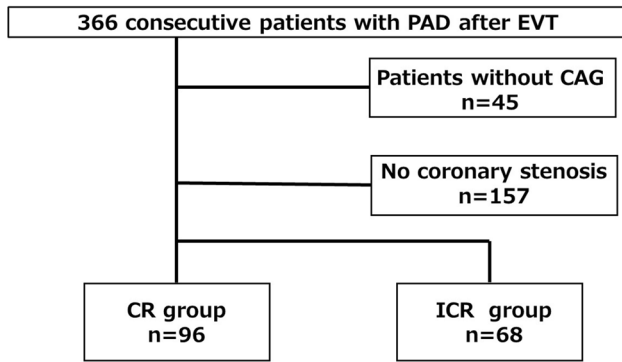 366 consecutive patients with PAD after EVT
Patients without CAG
n=45
No coronary stenosis
n=157
CR group
n=96
ICR group
n=68